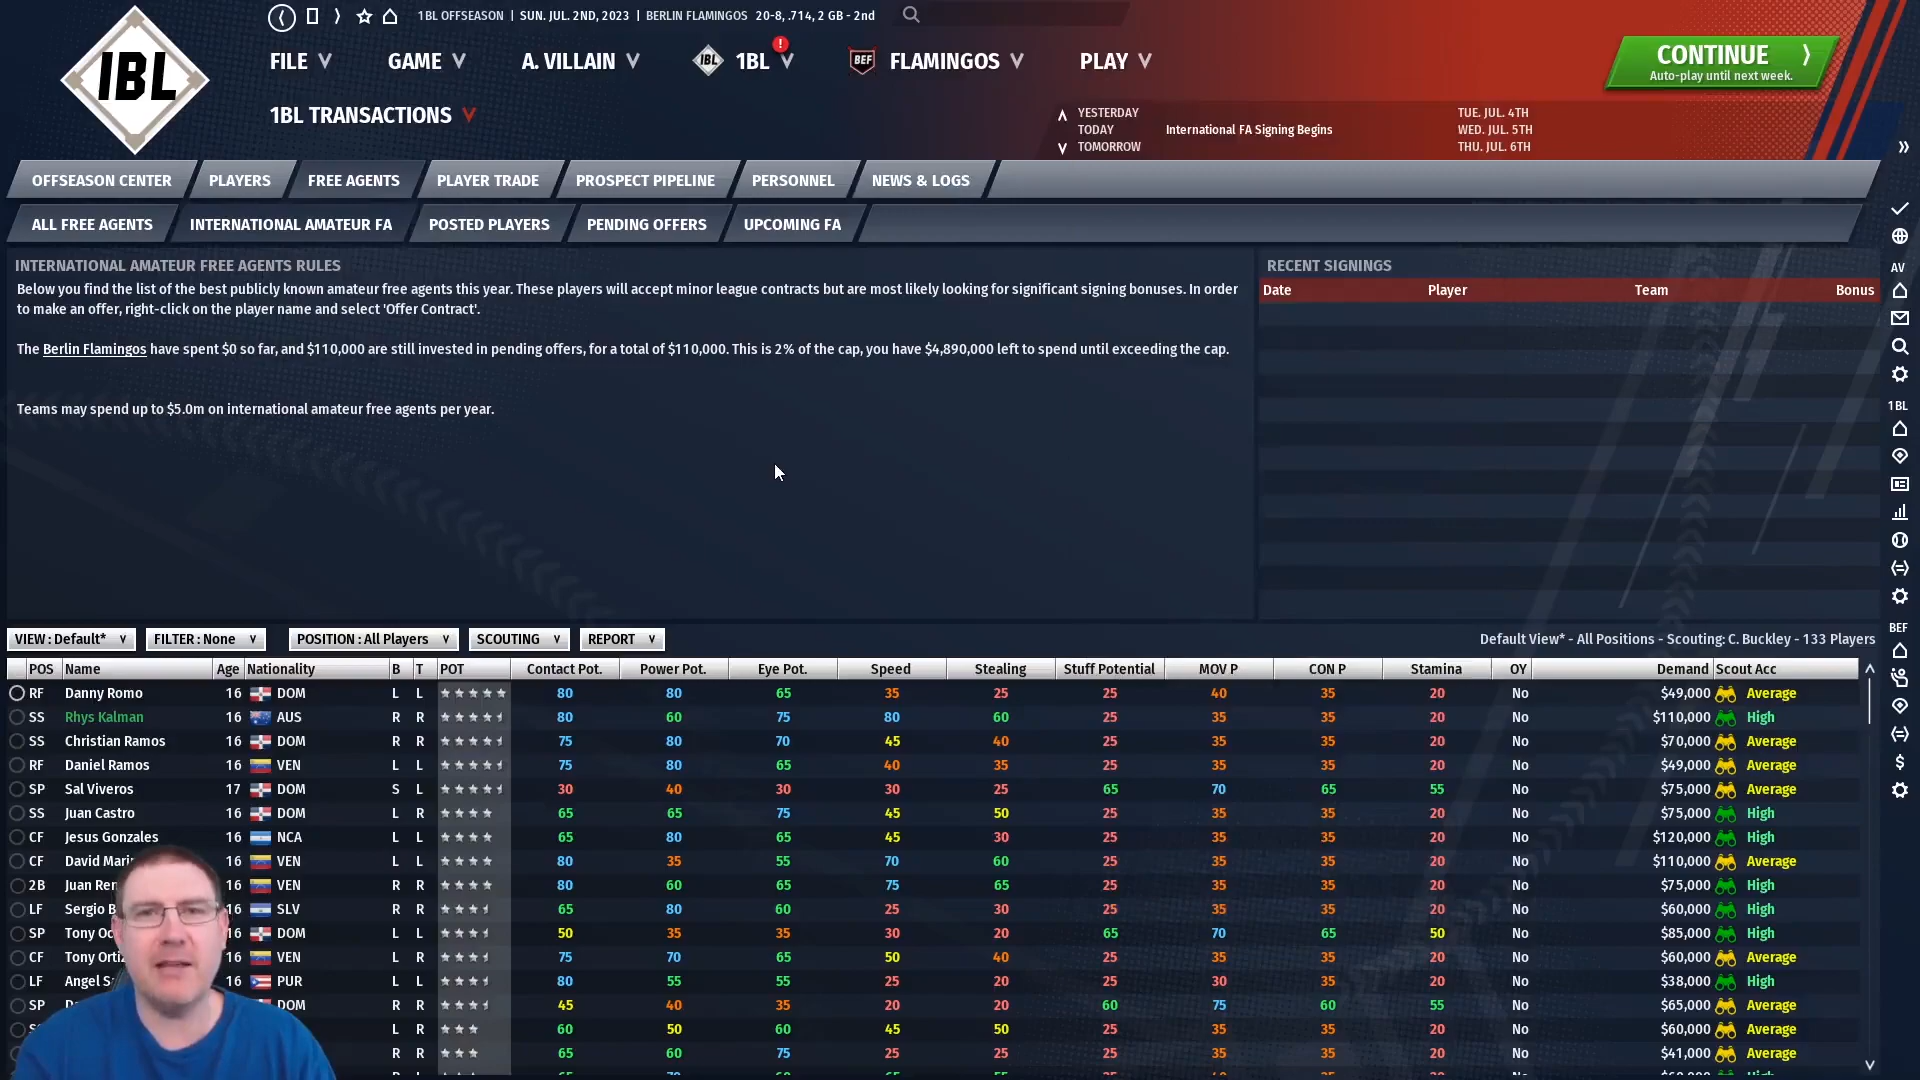 1BL OFFSEASON | SUN. JUL. 2ND, 2023 | BERLIN FLAMINGOS 20-8, .714, 2 GB - 2nd
IBL
FILE GAME A. VILLAIN IBL 1BL ! BEF FLAMINGOS PLAY
CONTINUE
Auto-play until next week.
1BL TRANSACTIONS
YESTERDAY TUE. JUL. 4TH
TODAY International FA Signing Begins WED. JUL. 5TH
TOMORROW THU. JUL. 6TH
OFFSEASON CENTER PLAYERS FREE AGENTS PLAYER TRADE PROSPECT PIPELINE PERSONNEL NEWS & LOGS
ALL FREE AGENTS INTERNATIONAL AMATEUR FA POSTED PLAYERS PENDING OFFERS UPCOMING FA
INTERNATIONAL AMATEUR FREE AGENTS RULES
Below you find the list of the best publicly known amateur free agents this year. These players will accept minor league contracts but are most likely looking for significant signing bonuses. In order
to make an offer, right-click on the player name and select 'Offer Contract'.
The Berlin Flamingos have spent $0 so far, and $110,000 are still invested in pending offers, for a total of $110,000. This is 2% of the cap, you have $4,890,000 left to spend until exceeding the cap.
Teams may spend up to $5.0m on international amateur free agents per year.
RECENT SIGNINGS
Date Player Team Bonus
AV
1BL
BEF
VIEW : Default* FILTER : None POSITION : All Players SCOUTING REPORT Default View* - All Positions - Scouting: C. Buckley - 133 Players
POS Name Age Nationality B T POT Contact Pot. Power Pot. Eye Pot. Speed Stealing Stuff Potential MOV P CON P Stamina OY Demand Scout Acc
RF Danny Romo 16 DOM L L 80 80 65 35 25 25 40 35 20 No $49,000 Average
SS Rhys Kalman 16 AUS R R 80 60 75 80 60 25 35 35 20 No $110,000 High
SS Christian Ramos 16 DOM R R 75 80 70 45 40 25 35 35 20 No $70,000 Average
RF Daniel Ramos 16 VEN L L 75 80 65 40 35 25 35 35 20 No $49,000 Average
SP Sal Viveros 17 DOM S L 30 40 30 30 25 65 70 65 55 No $75,000 Average
SS Juan Castro 16 DOM L R 65 65 75 45 50 25 35 35 20 No $75,000 High
CF Jesus Gonzales 16 NCA L L 65 80 65 45 30 25 35 35 20 No $120,000 High
CF David 16 VEN L L 80 35 55 70 60 25 35 35 20 No $110,000 Average
2B Juan 16 VEN R R 80 60 65 75 65 25 35 35 20 No $75,000 High
LF Sergio 16 SLV R R 65 80 60 25 30 25 35 35 20 No $60,000 High
SP Tony 16 DOM L L 50 35 35 30 20 65 70 65 50 No $85,000 High
CF Tony 16 VEN L R 75 70 65 50 40 25 35 35 20 No $60,000 Average
LF Angel 16 PUR L L 80 55 55 25 20 25 30 35 20 No $38,000 High
SP DOM R R 45 40 35 20 20 60 75 60 55 No $65,000 Average
L R 60 50 60 45 50 25 35 35 20 No $60,000 Average
R R 65 60 75 25 25 25 35 35 20 No $41,000 Average